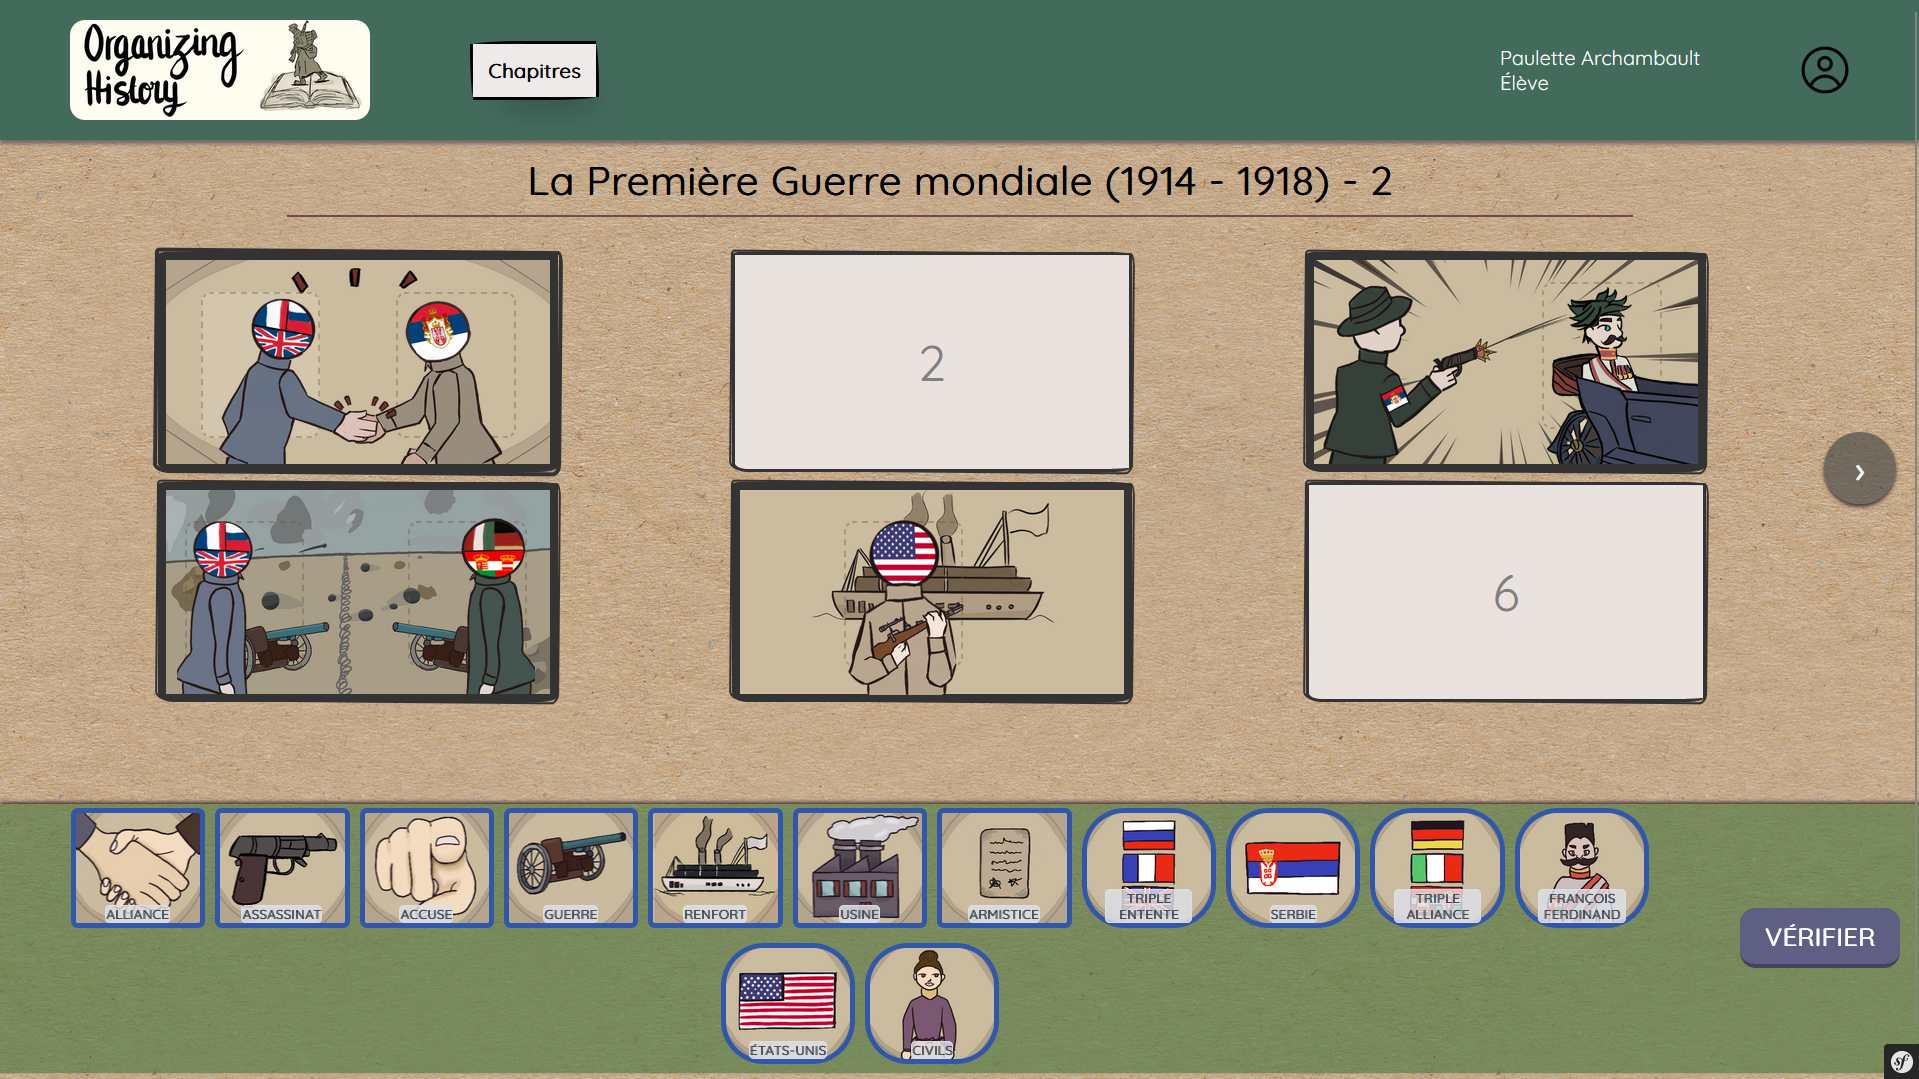 Organizing
History
Chapitres
Paulette Archambault
Élève
La Première Guerre mondiale (1914 - 1918) - 2
2
6
›
ALLIANCE
ASSASSINAT
ACCUSE
GUERRE
RENFORT
USINE
ARMISTICE
TRIPLE
ENTENTE
SERBIE
TRIPLE
ALLIANCE
FRANÇOIS
FERDINAND
VÉRIFIER
ÉTATS-UNIS
CIVILS
sf